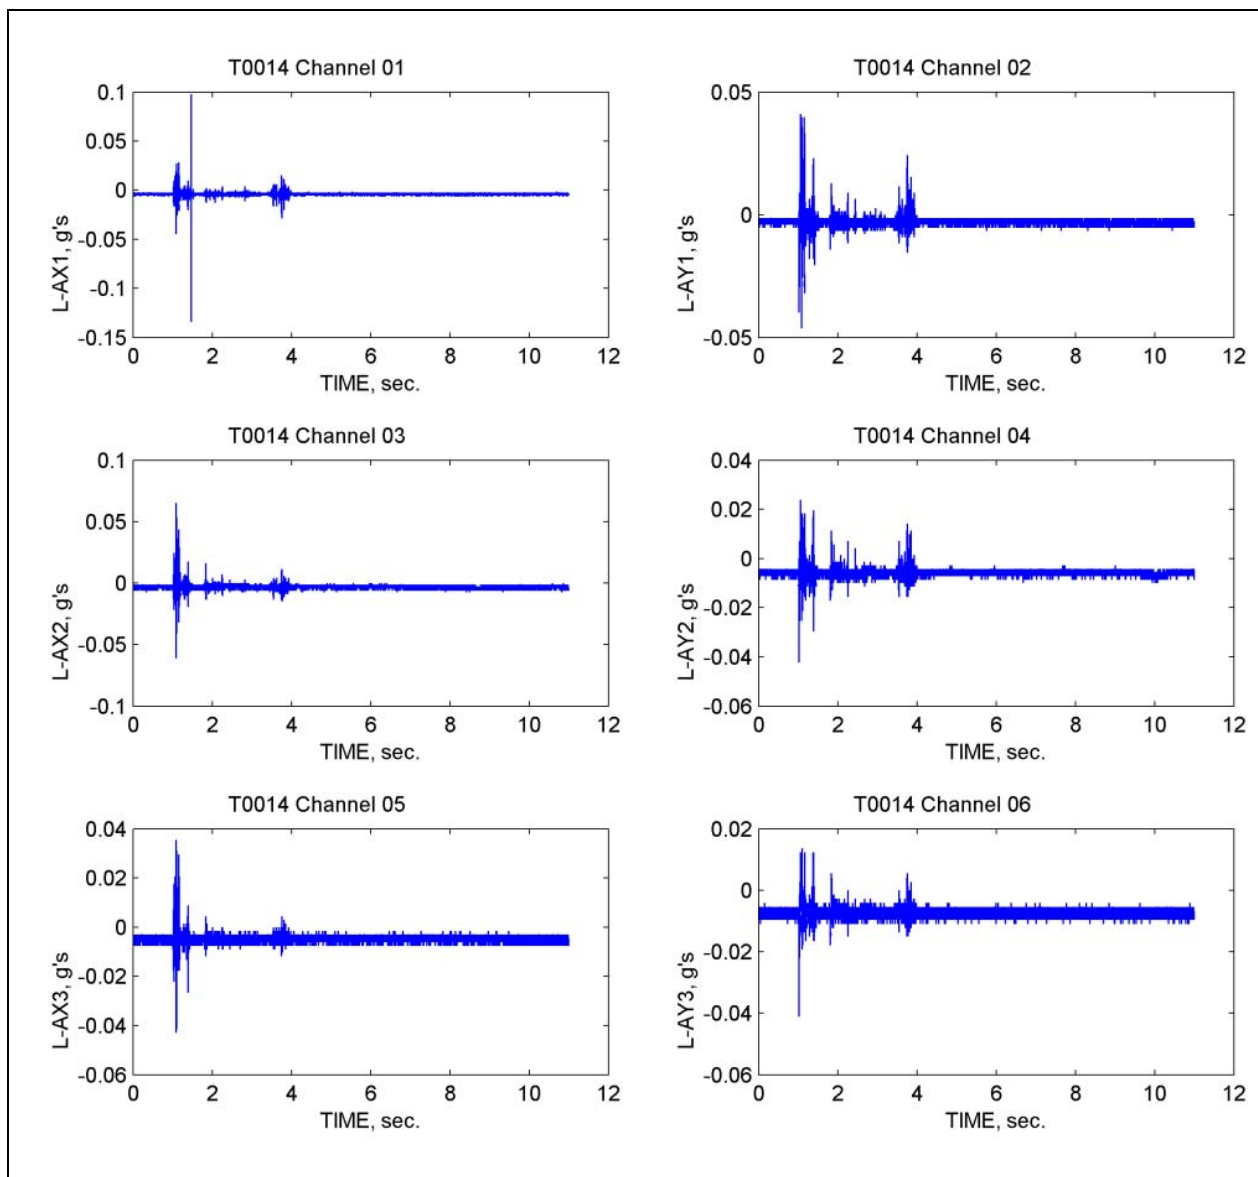 T0014 Channel 01
L-AX1, g's
0.1
0.05
0
-0.05
-0.1
-0.15
0 2 4 6 8 10 12
TIME, sec.
T0014 Channel 02
L-AY1, g's
0.05
0
-0.05
0 2 4 6 8 10 12
TIME, sec.
T0014 Channel 03
L-AX2, g's
0.1
0.05
0
-0.05
-0.1
0 2 4 6 8 10 12
TIME, sec.
T0014 Channel 04
L-AY2, g's
0.04
0.02
0
-0.02
-0.04
-0.06
0 2 4 6 8 10 12
TIME, sec.
T0014 Channel 05
L-AX3, g's
0.04
0.02
0
-0.02
-0.04
-0.06
0 2 4 6 8 10 12
TIME, sec.
T0014 Channel 06
L-AY3, g's
0.02
0
-0.02
-0.04
-0.06
0 2 4 6 8 10 12
TIME, sec.